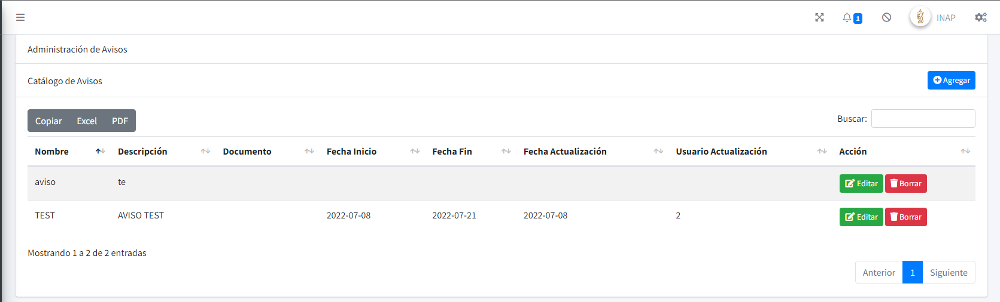 1 INAP
Administración de Avisos
Catálogo de Avisos Agregar
Copiar Excel PDF Buscar:
Nombre Descripción Documento Fecha Inicio Fecha Fin Fecha Actualización Usuario Actualización Acción
aviso te Editar Borrar
TEST AVISO TEST 2022-07-08 2022-07-21 2022-07-08 2 Editar Borrar
Mostrando 1 a 2 de 2 entradas
Anterior 1 Siguiente